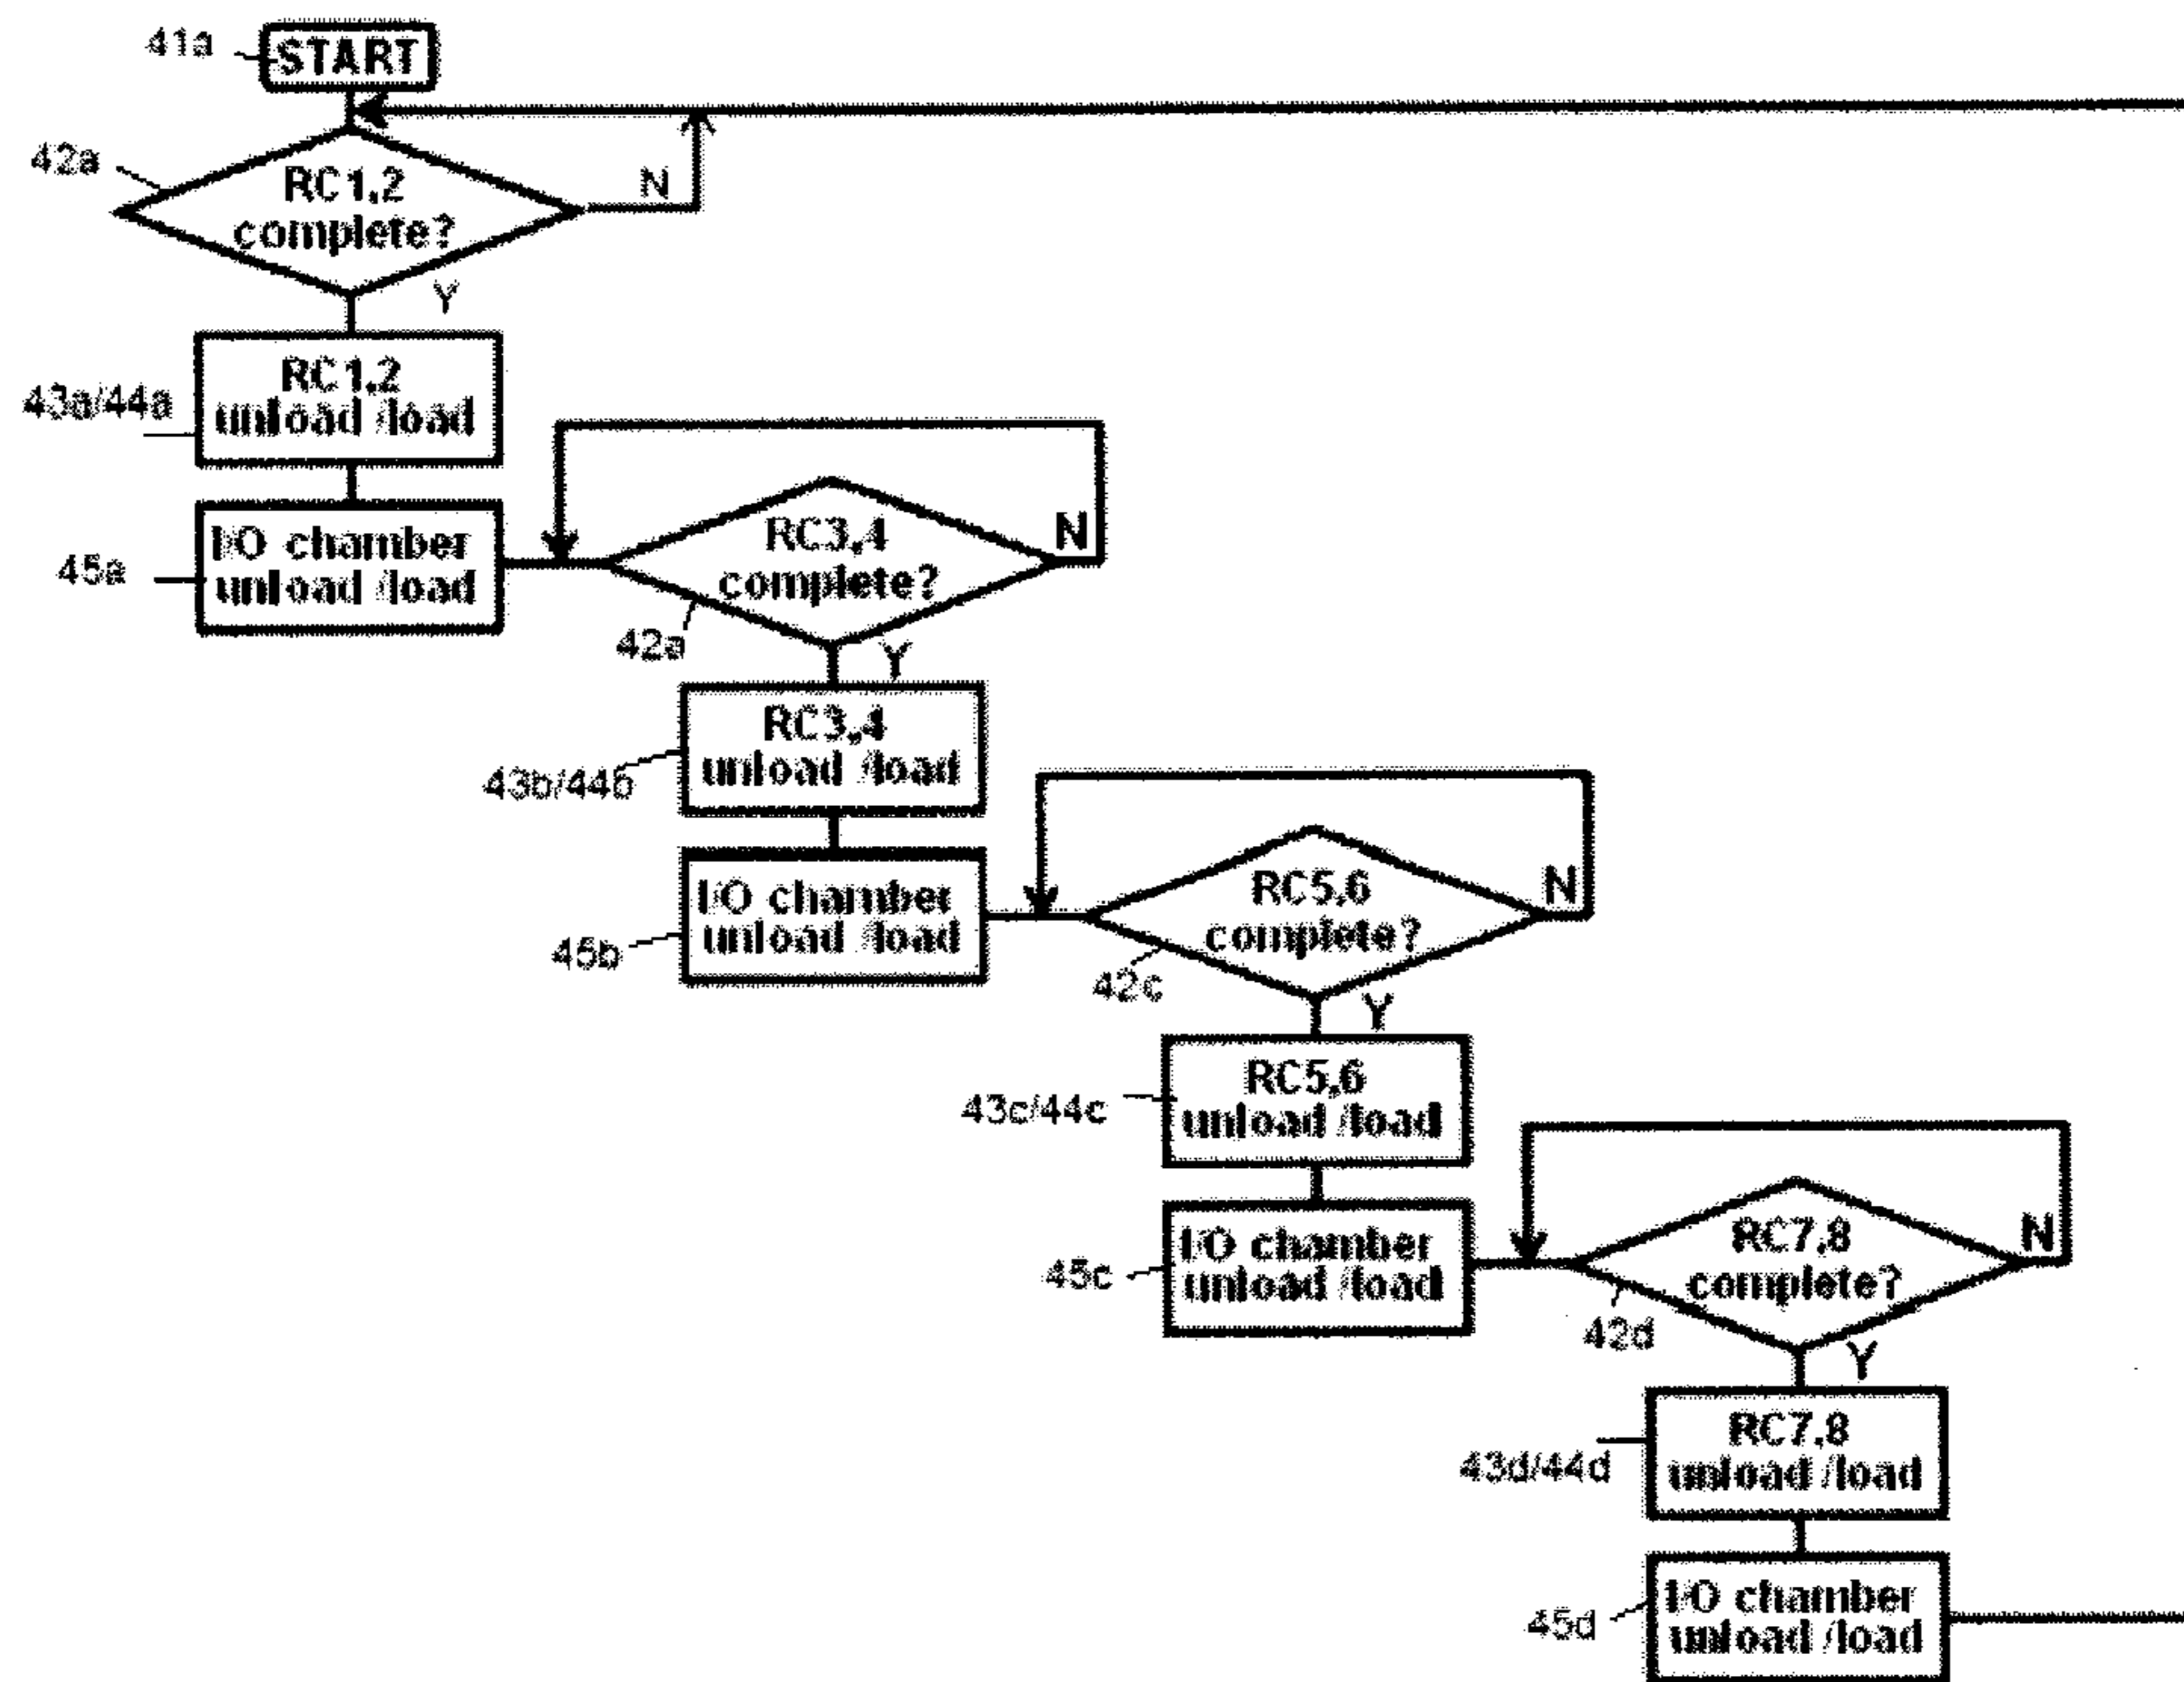 41a
START
42a
RC1,2
complete?
N
Y
43a/44a
RC1,2
unload /load
45a
I/O chamber
unload /load
RC3,4
complete?
N
42a
Y
43b/44b
RC3,4
unload /load
45b
I/O chamber
unload /load
RC5,6
complete?
N
42c
Y
43c/44c
RC5,6
unload /load
45c
I/O chamber
unload /load
RC7,8
complete?
N
42d
Y
43d/44d
RC7,8
unload /load
45d
I/O chamber
unload /load